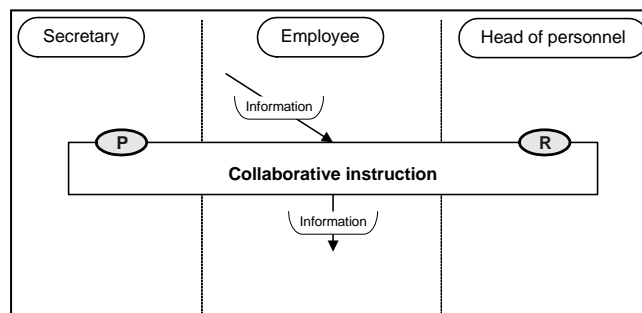 Secretary
Employee
Head of personnel
Information
P
R
Collaborative instruction
Information